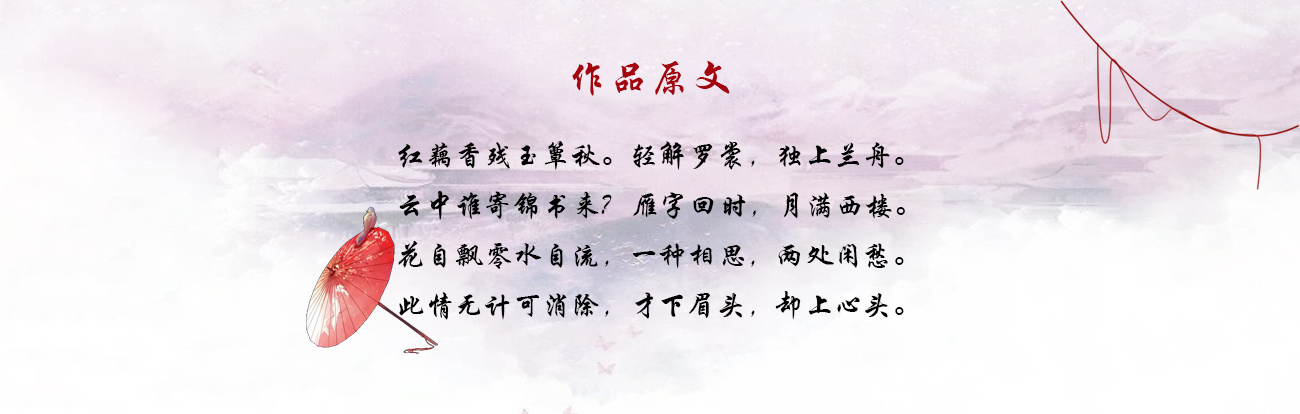 作品原文
红藕香残玉簟秋。轻解罗裳，独上兰舟。
云中谁寄锦书来？雁字回时，月满西楼。
花自飘零水自流，一种相思，两处闲愁。
此情无计可消除，才下眉头，却上心头。